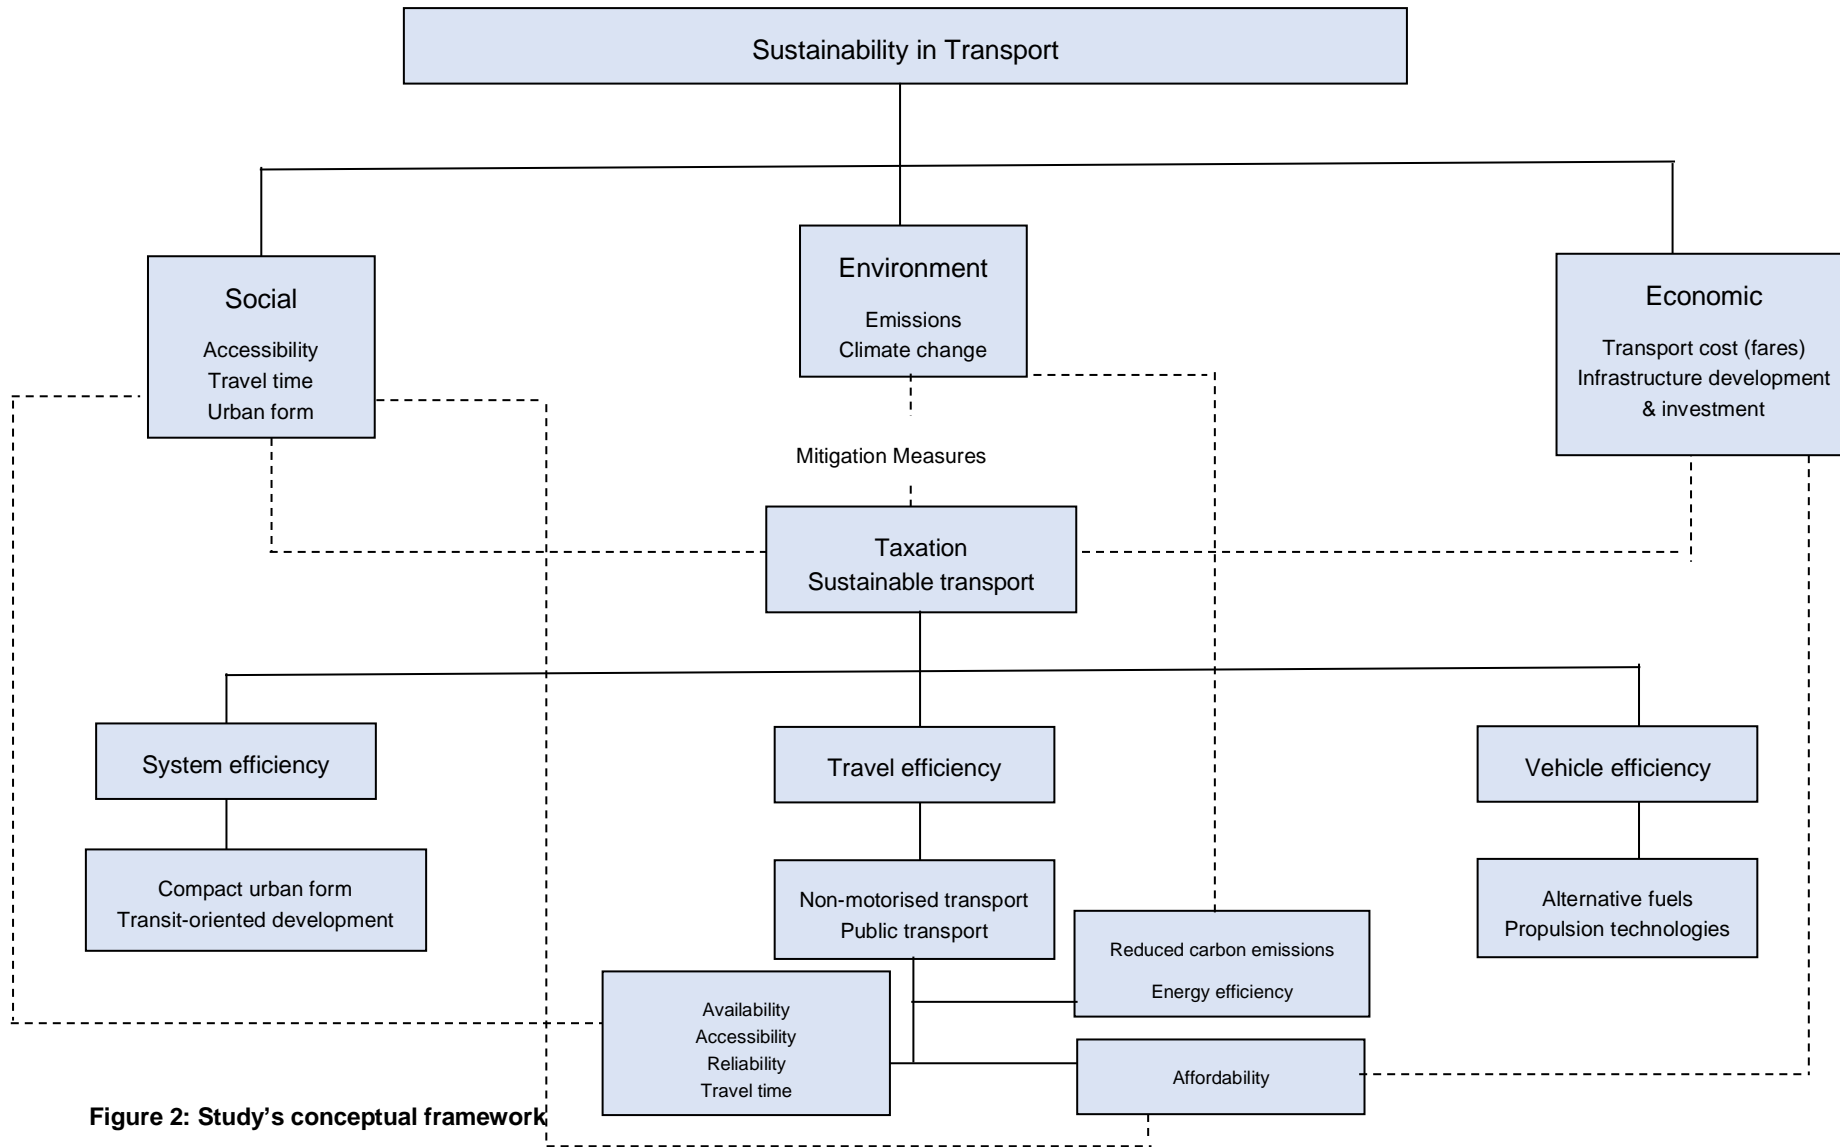 Sustainability in Transport
Social
Accessibility
Travel time
Urban form
Environment
Emissions
Climate change
Economic
Transport cost (fares)
Infrastructure development
& investment
Mitigation Measures
Taxation
Sustainable transport
System efficiency
Travel efficiency
Vehicle efficiency
Compact urban form
Transit-oriented development
Non-motorised transport
Public transport
Alternative fuels
Propulsion technologies
Reduced carbon emissions
Energy efficiency
Availability
Accessibility
Reliability
Travel time
Affordability
Figure 2: Study’s conceptual framework